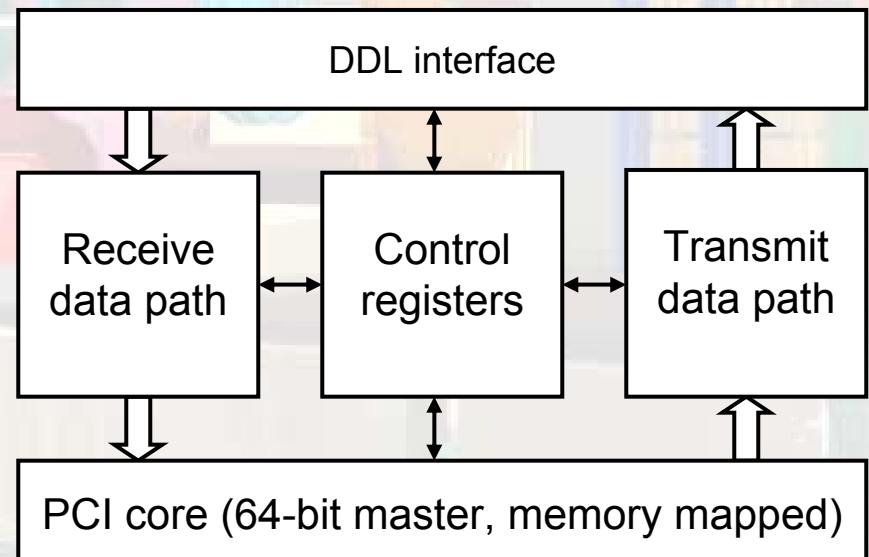 DDL interface
Receive
data path
Control
registers
Transmit
data path
PCI core (64-bit master, memory mapped)